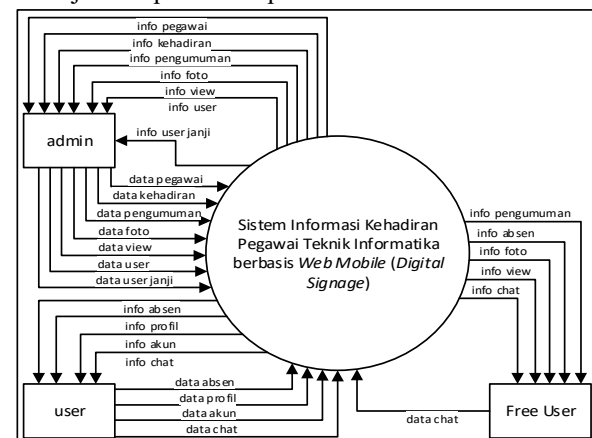 info pegawai
info kehadiran
info pengumuman
info foto
info view
info user
admin
info user janji
data pegawai
data kehadiran
data pengumuman
data foto
data view
data user
data user janji
Sistem Informasi Kehadiran
Pegawai Teknik Informatika
berbasis Web Mobile (Digital
Signage)
info pengumuman
info absen
info foto
info view
info chat
info absen
info profil
info akun
info chat
user
data absen
data profil
data akun
data chat
data chat
Free User